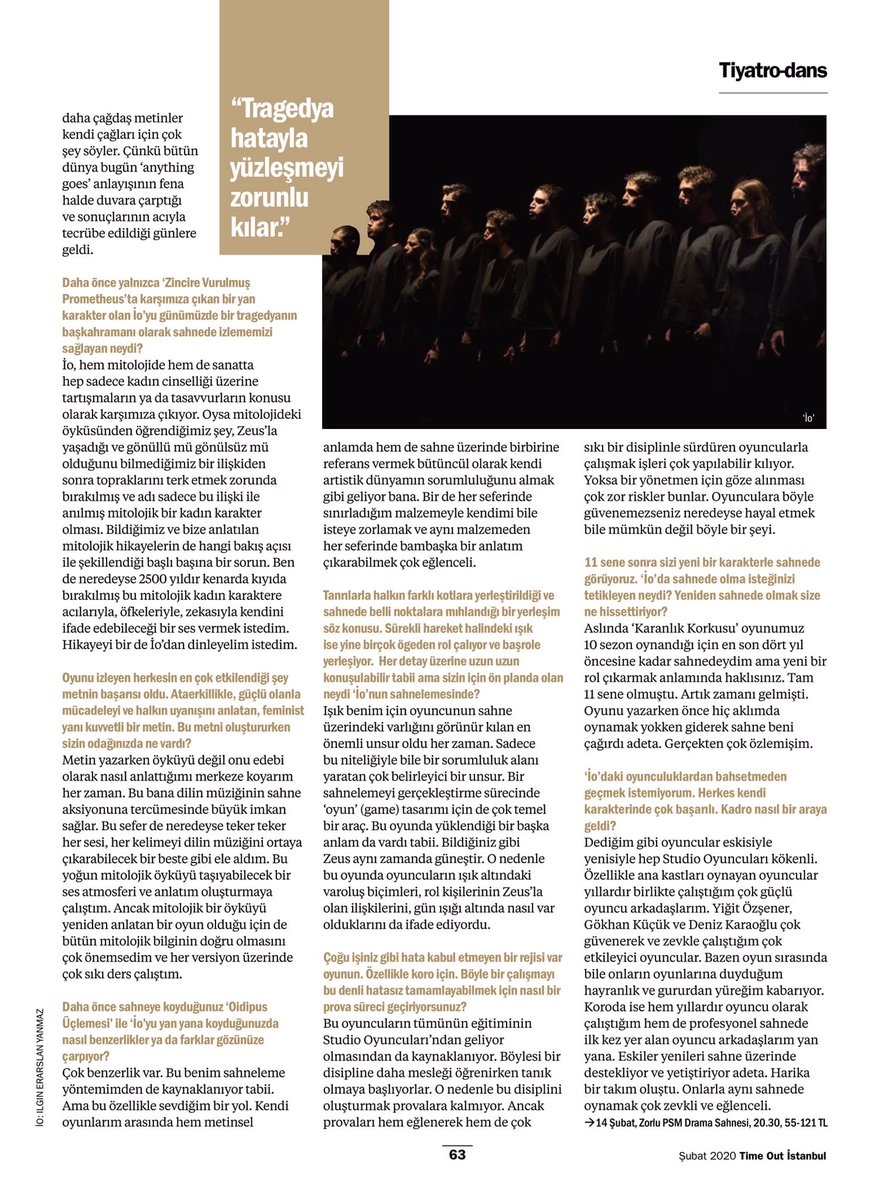 Tiyatro-dans
“Tragedya
hatayla
yüzleşmeyi
zorunlu
kılar.”
daha çağdaş metinler
kendi çağları için çok
şey söyler. Çünkü bütün
dünya bugün ‘anything
goes’ anlayışının fena
halde duvara çarptığı
ve sonuçlarının acıyla
tecrübe edildiği günlere
geldi.
Daha önce yalnızca ‘Zincire Vurulmuş
Prometheus’ta karşımıza çıkan bir yan
karakter olan İo’yu günümüzde bir tragedyanın
başkahramanı olarak sahnede izlememizi
sağlayan neydi?
İo, hem mitolojide hem de sanatta
hep sadece kadın cinselliği üzerine
tartışmaların ya da tasavvurların konusu
olarak karşımıza çıkıyor. Oysa mitolojideki
öyküsünden öğrendiğimiz şey, Zeus’la
yaşadığı ve gönüllü mü gönülsüz mü
olduğunu bilmediğimiz bir ilişkiden
sonra topraklarını terk etmek zorunda
bırakılmış ve adı sadece bu ilişki ile
anılmış mitolojik bir kadın karakter
olması. Bildiğimiz ve bize anlatılan
mitolojik hikayelerin de hangi bakış açısı
ile şekillendiği başlı başına bir sorun. Ben
de neredeyse 2500 yıldır kenarda kıyıda
bırakılmış bu mitolojik kadın karaktere
acılarıyla, öfkeleriyle, zekasıyla kendini
ifade edebileceği bir ses vermek istedim.
Hikayeyi bir de İo’dan dinleyelim istedim.
Oyunu izleyen herkesin en çok etkilendiği şey
metnin başarısı oldu. Ataerkillikle, güçlü olanla
mücadeleyi ve halkın uyanışını anlatan, feminist
yanı kuvvetli bir metin. Bu metni oluştururken
sizin odağınızda ne vardı?
Metin yazarken öyküyü değil onu edebi
olarak nasıl anlattığımı merkeze koyarım
her zaman. Bu bana dilin müziğinin sahne
aksiyonuna tercümesinde büyük imkan
sağlar. Bu sefer de neredeyse teker teker
her sesi, her kelimeyi dilin müziğini ortaya
çıkarabilecek bir beste gibi ele aldım. Bu
yoğun mitolojik öyküyü taşıyabilecek bir
ses atmosferi ve anlatım oluşturmaya
çalıştım. Ancak mitolojik bir öyküyü
yeniden anlatan bir oyun olduğu için de
bütün mitolojik bilginin doğru olmasını
çok önemsedim ve her versiyon üzerinde
çok sıkı ders çalıştım.
Daha önce sahneye koyduğunuz ‘Oidipus
Üçlemesi’ ile ‘İo’yu yan yana koyduğunuzda
nasıl benzerlikler ya da farklar gözünüze
çarpıyor?
Çok benzerlik var. Bu benim sahneleme
yöntemimden de kaynaklanıyor tabii.
Ama bu özellikle sevdiğim bir yol. Kendi
oyunlarım arasında hem metinsel
‘İo’
anlamda hem de sahne üzerinde birbirine
referans vermek bütüncül olarak kendi
artistik dünyamın sorumluluğunu almak
gibi geliyor bana. Bir de her seferinde
sınırladığım malzemeyle kendimi bile
isteye zorlamak ve aynı malzemeden
her seferinde bambaşka bir anlatım
çıkarabilmek çok eğlenceli.
Tanrılarla halkın farklı kotlara yerleştirildiği ve
sahnede belli noktalara mıhlandığı bir yerleşim
söz konusu. Sürekli hareket halindeki ışık
ise yine birçok ögeden rol çalıyor ve başrole
yerleşiyor. Her detay üzerine uzun uzun
konuşulabilir tabii ama sizin için ön planda olan
neydi ‘İo’nun sahnelemesinde?
Işık benim için oyuncunun sahne
üzerindeki varlığını görünür kılan en
önemli unsur oldu her zaman. Sadece
bu niteliğiyle bile bir sorumluluk alanı
yaratan çok belirleyici bir unsur. Bir
sahnelemeyi gerçekleştirme sürecinde
‘oyun’ (game) tasarımı için de çok temel
bir araç. Bu oyunda yüklendiği bir başka
anlam da vardı tabii. Bildiğiniz gibi
Zeus aynı zamanda güneştir. O nedenle
bu oyunda oyuncuların ışık altındaki
varoluş biçimleri, rol kişilerinin Zeus’la
olan ilişkilerini, gün ışığı altında nasıl var
olduklarını da ifade ediyordu.
Çoğu işiniz gibi hata kabul etmeyen bir rejisi var
oyunun. Özellikle koro için. Böyle bir çalışmayı
bu denli hatasız tamamlayabilmek için nasıl bir
prova süreci geçiriyorsunuz?
Bu oyuncuların tümünün eğitiminin
Studio Oyuncuları’ndan geliyor
olmasından da kaynaklanıyor. Böylesi bir
disipline daha mesleği öğrenirken tanık
olmaya başlıyorlar. O nedenle bu disiplini
oluşturmak provalara kalmıyor. Ancak
provaları hem eğlenerek hem de çok
sıkı bir disiplinle sürdüren oyuncularla
çalışmak işleri çok yapılabilir kılıyor.
Yoksa bir yönetmen için göze alınması
çok zor riskler bunlar. Oyunculara böyle
güvenemezseniz neredeyse hayal etmek
bile mümkün değil böyle bir şeyi.
11 sene sonra sizi yeni bir karakterle sahnede
görüyoruz. ‘İo’da sahnede olma isteğinizi
tetikleyen neydi? Yeniden sahnede olmak size
ne hissettiriyor?
Aslında ‘Karanlık Korkusu’ oyunumuz
10 sezon oynandığı için en son dört yıl
öncesine kadar sahnedeydim ama yeni bir
rol çıkarmak anlamında haklısınız. Tam
11 sene olmuştu. Artık zamanı gelmişti.
Oyunu yazarken önce hiç aklımda
oynamak yokken giderek sahne beni
çağırdı adeta. Gerçekten çok özlemişim.
‘İo’daki oyunculuklardan bahsetmeden
geçmek istemiyorum. Herkes kendi
karakterinde çok başarılı. Kadro nasıl bir araya
geldi?
Dediğim gibi oyuncular eskisiyle
yenisiyle hep Studio Oyuncuları kökenli.
Özellikle ana kastları oynayan oyuncular
yıllardır birlikte çalıştığım çok güçlü
oyuncu arkadaşlarım. Yiğit Özşener,
Gökhan Küçük ve Deniz Karaoğlu çok
güvenerek ve zevkle çalıştığım çok
etkileyici oyuncular. Bazen oyun sırasında
bile onların oyunlarına duyduğum
hayranlık ve gururdan yüreğim kabarıyor.
Koroda ise hem yıllardır oyuncu olarak
çalıştığım hem de profesyonel sahnede
ilk kez yer alan oyuncu arkadaşlarım yan
yana. Eskiler yenileri sahne üzerinde
destekliyor ve yetiştiriyor adeta. Harika
bir takım oluştu. Onlarla aynı sahnede
oynamak çok zevkli ve eğlenceli.
→14 Şubat, Zorlu PSM Drama Sahnesi, 20.30, 55-121 TL
İO: ILGIN ERARSLAN YANMAZ
63
Şubat 2020 Time Out İstanbul